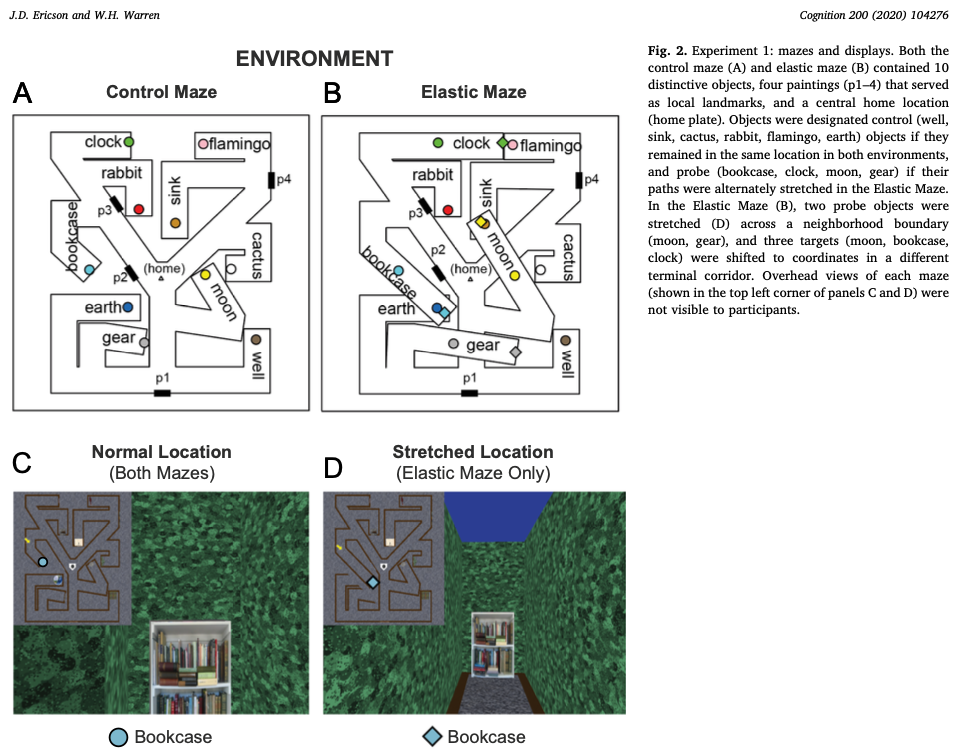 J.D. Ericson and W.H. Warren
Cognition 200 (2020) 104276
ENVIRONMENT
A
Control Maze
clock
flamingo
rabbit
sink
p4
p3
bookcase
cactus
p2
(home)
moon
earth
gear
well
p1
B
Elastic Maze
clock
flamingo
rabbit
sink
p4
p3
p2
bookcase
(home)
moon
cactus
earth
gear
well
p1
C
Normal Location
(Both Mazes)
D
Stretched Location
(Elastic Maze Only)
Bookcase
Bookcase
Fig. 2. Experiment 1: mazes and displays. Both the
control maze (A) and elastic maze (B) contained 10
distinctive objects, four paintings (p1–4) that served
as local landmarks, and a central home location
(home plate). Objects were designated control (well,
sink, cactus, rabbit, flamingo, earth) objects if they
remained in the same location in both environments,
and probe (bookcase, clock, moon, gear) if their
paths were alternately stretched in the Elastic Maze.
In the Elastic Maze (B), two probe objects were
stretched (D) across a neighborhood boundary
(moon, gear), and three targets (moon, bookcase,
clock) were shifted to coordinates in a different
terminal corridor. Overhead views of each maze
(shown in the top left corner of panels C and D) were
not visible to participants.